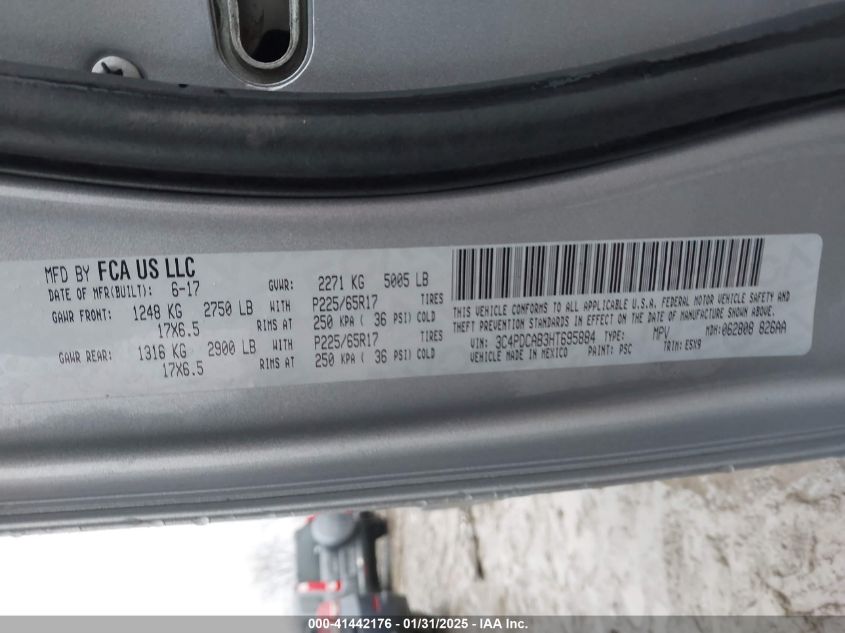 MFD BY FCA US LLC
DATE OF MFR(BUILT): 6-17 GVWR: 2271 KG 5005 LB
GAWR FRONT: 1248 KG 2750 LB WITH P225/65R17 TIRES
17X6.5 RIMS AT 250 KPA ( 36 PSI) COLD
GAWR REAR: 1316 KG 2900 LB WITH P225/65R17 TIRES
17X6.5 RIMS AT 250 KPA ( 36 PSI) COLD
THIS VEHICLE CONFORMS TO ALL APPLICABLE U.S.A. FEDERAL MOTOR VEHICLE SAFETY AND
THEFT PREVENTION STANDARDS IN EFFECT ON THE DATE OF MANUFACTURE SHOWN ABOVE.
VIN: 3C4PDCAB3HT695884 TYPE: MPV MDH: 062808 826AA
VEHICLE MADE IN MEXICO PAINT: PSC TRIM: E5X9
000-41442176 - 01/31/2025 - IAA Inc.